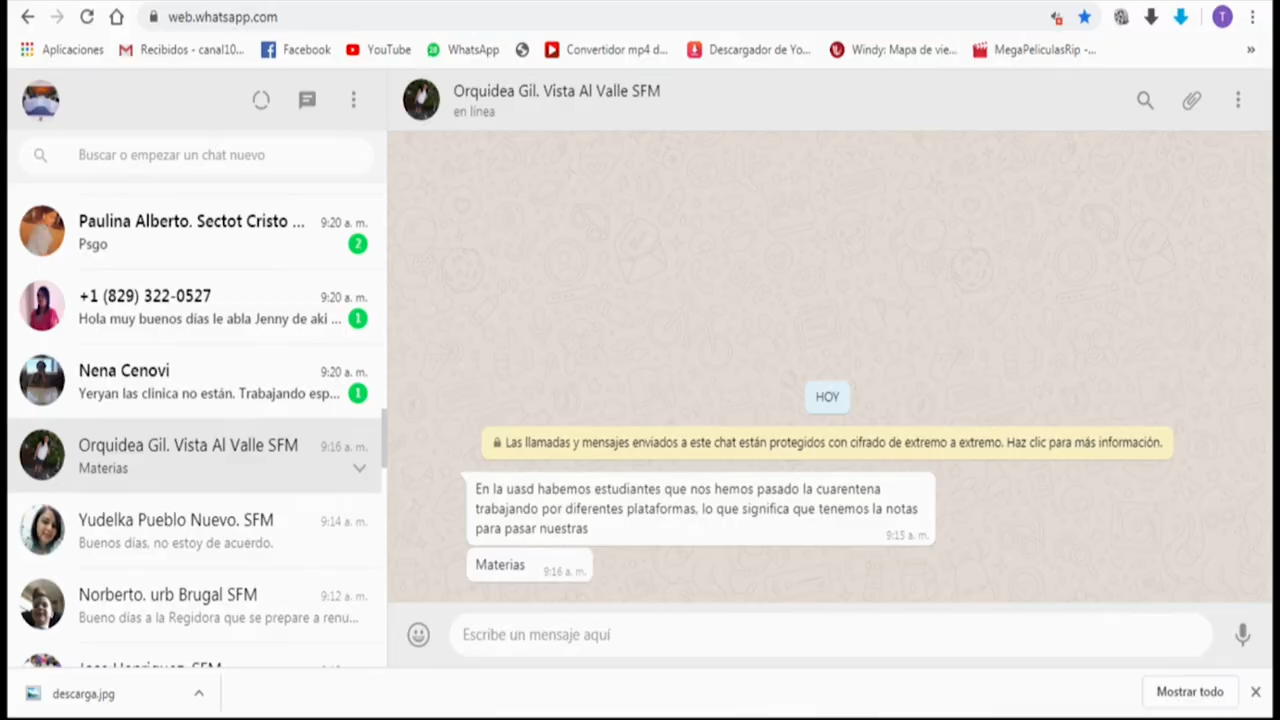 web.whatsapp.com
T
Aplicaciones
Recibidos - canal10...
Facebook
YouTube
WhatsApp
Convertidor mp4 d...
Descargador de Yo...
Windy: Mapa de vie...
MegaPeliculasRip -...
»
Orquidea Gil. Vista Al Valle SFM
en línea
Buscar o empezar un chat nuevo
Paulina Alberto. Sectot Cristo ... 9:20 a. m.
Psgo 2
+1 (829) 322-0527 9:20 a. m.
Hola muy buenos días le abla Jenny de aki ... 1
Nena Cenovi 9:20 a. m.
Yeryan las clínica no están. Trabajando esp... 1
Orquidea Gil. Vista Al Valle SFM 9:16 a. m.
Materias
Yudelka Pueblo Nuevo. SFM 9:14 a. m.
Buenos días, no estoy de acuerdo.
Norberto. urb Brugal SFM 9:12 a. m.
Bueno días a la Regidora que se prepare a renu...
HOY
Las llamadas y mensajes enviados a este chat están protegidos con cifrado de extremo a extremo. Haz clic para más información.
En la uasd habemos estudiantes que nos hemos pasado la cuarentena
trabajando por diferentes plataformas, lo que significa que tenemos la notas
para pasar nuestras
9:15 a. m.
Materias 9:16 a. m.
Escribe un mensaje aquí
descarga.jpg
Mostrar todo